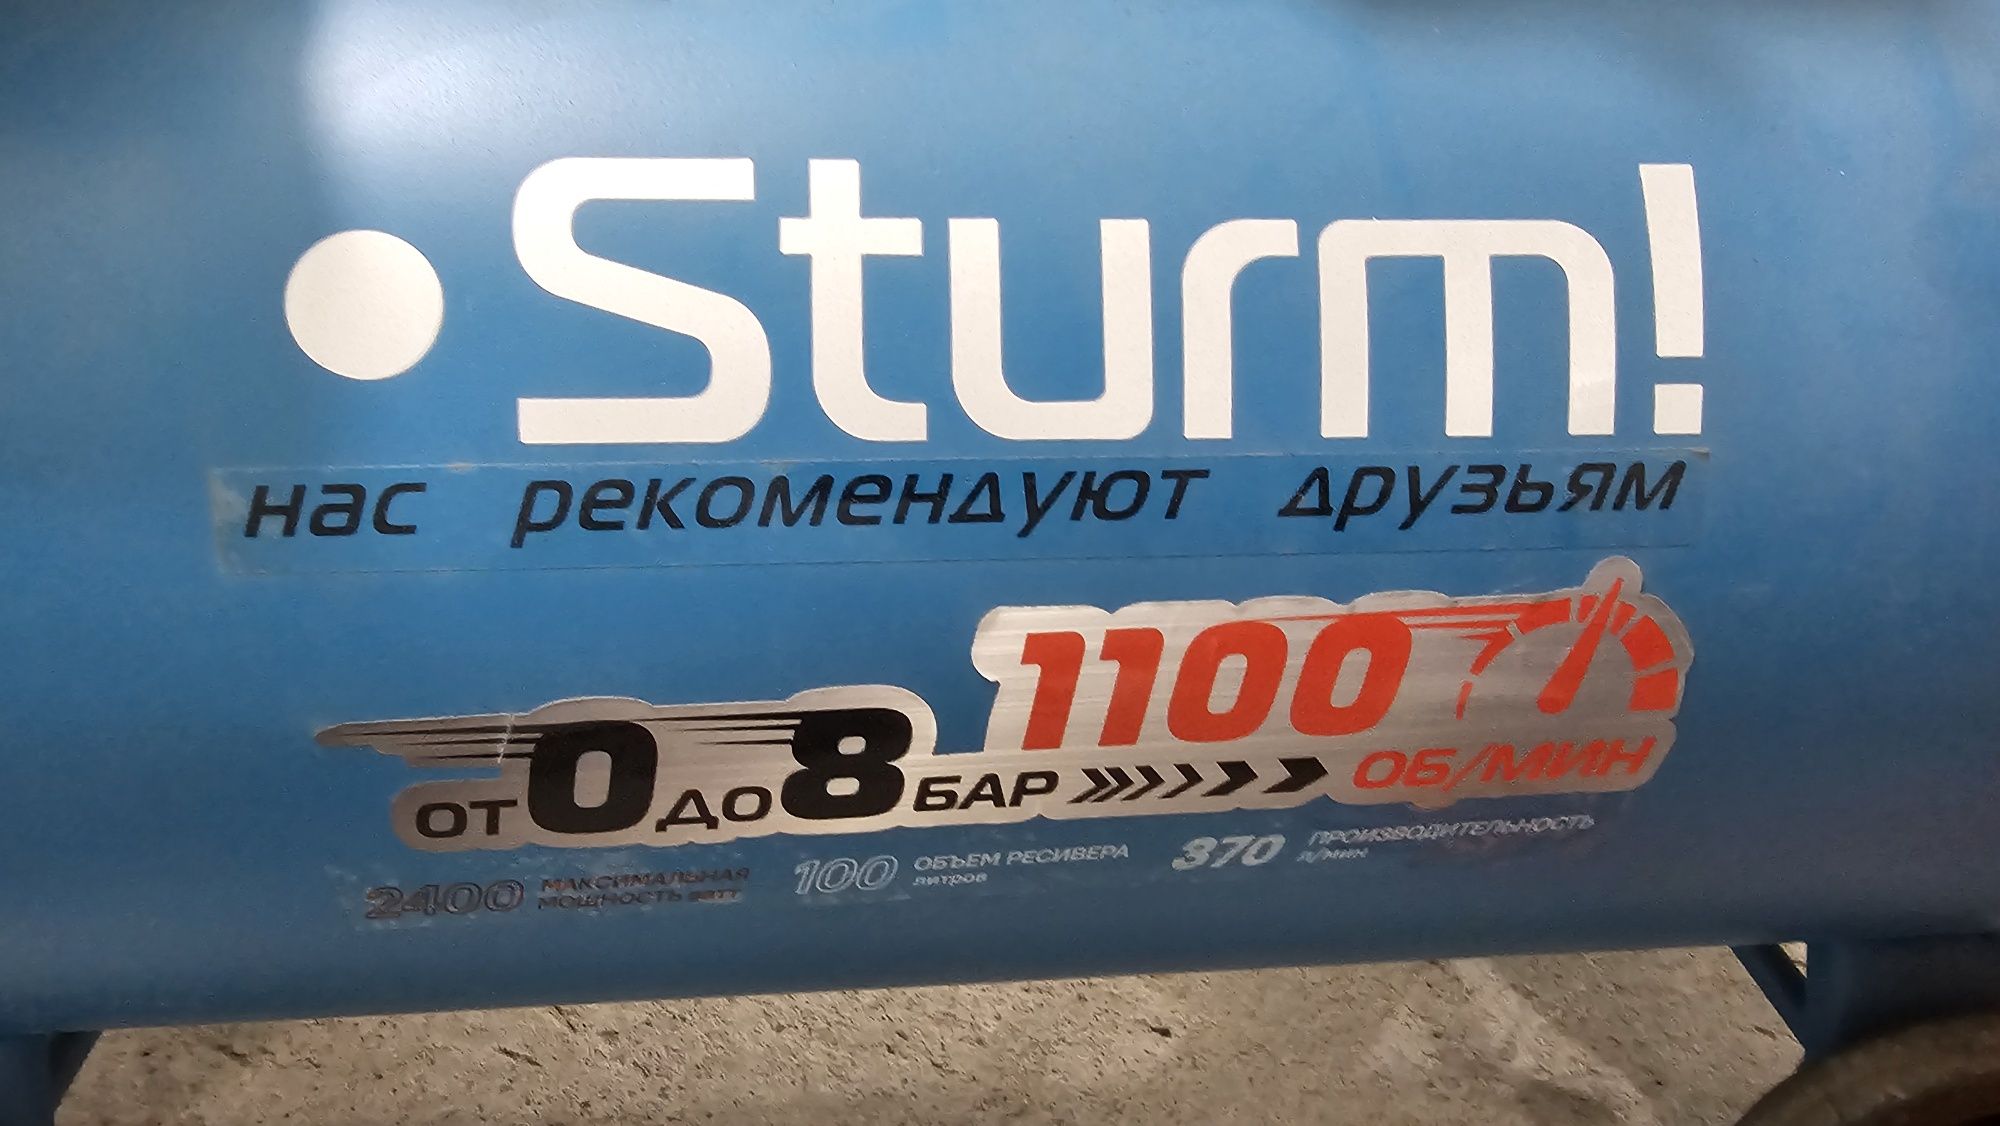 Sturm!
нас рекомендуют друзьям
1100
ОТ 0 ДО 8 БАР ОБ/МИН
2400 МАКСИМАЛЬНАЯ МОЩНОСТЬ ватт
100 ОБЪЕМ РЕСИВЕРА литров
370 ПРОИЗВОДИТЕЛЬНОСТЬ л/мин